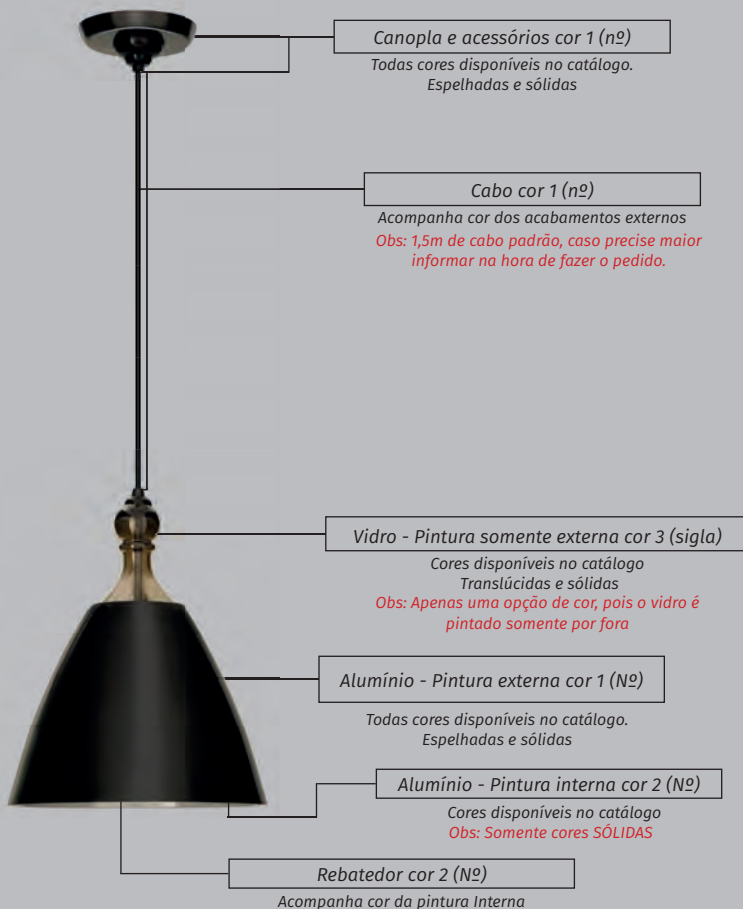 Canopla e acessórios cor 1 (nº)
Todas cores disponíveis no catálogo.
Espelhadas e sólidas
Cabo cor 1 (nº)
Acompanha cor dos acabamentos externos
Obs: 1,5m de cabo padrão, caso precise maior
informar na hora de fazer o pedido.
Vidro - Pintura somente externa cor 3 (sigla)
Cores disponíveis no catálogo
Translúcidas e sólidas
Obs: Apenas uma opção de cor, pois o vidro é
pintado somente por fora
Alumínio - Pintura externa cor 1 (Nº)
Todas cores disponíveis no catálogo.
Espelhadas e sólidas
Alumínio - Pintura interna cor 2 (Nº)
Cores disponíveis no catálogo
Obs: Somente cores SÓLIDAS
Rebatedor cor 2 (Nº)
Acompanha cor da pintura Interna